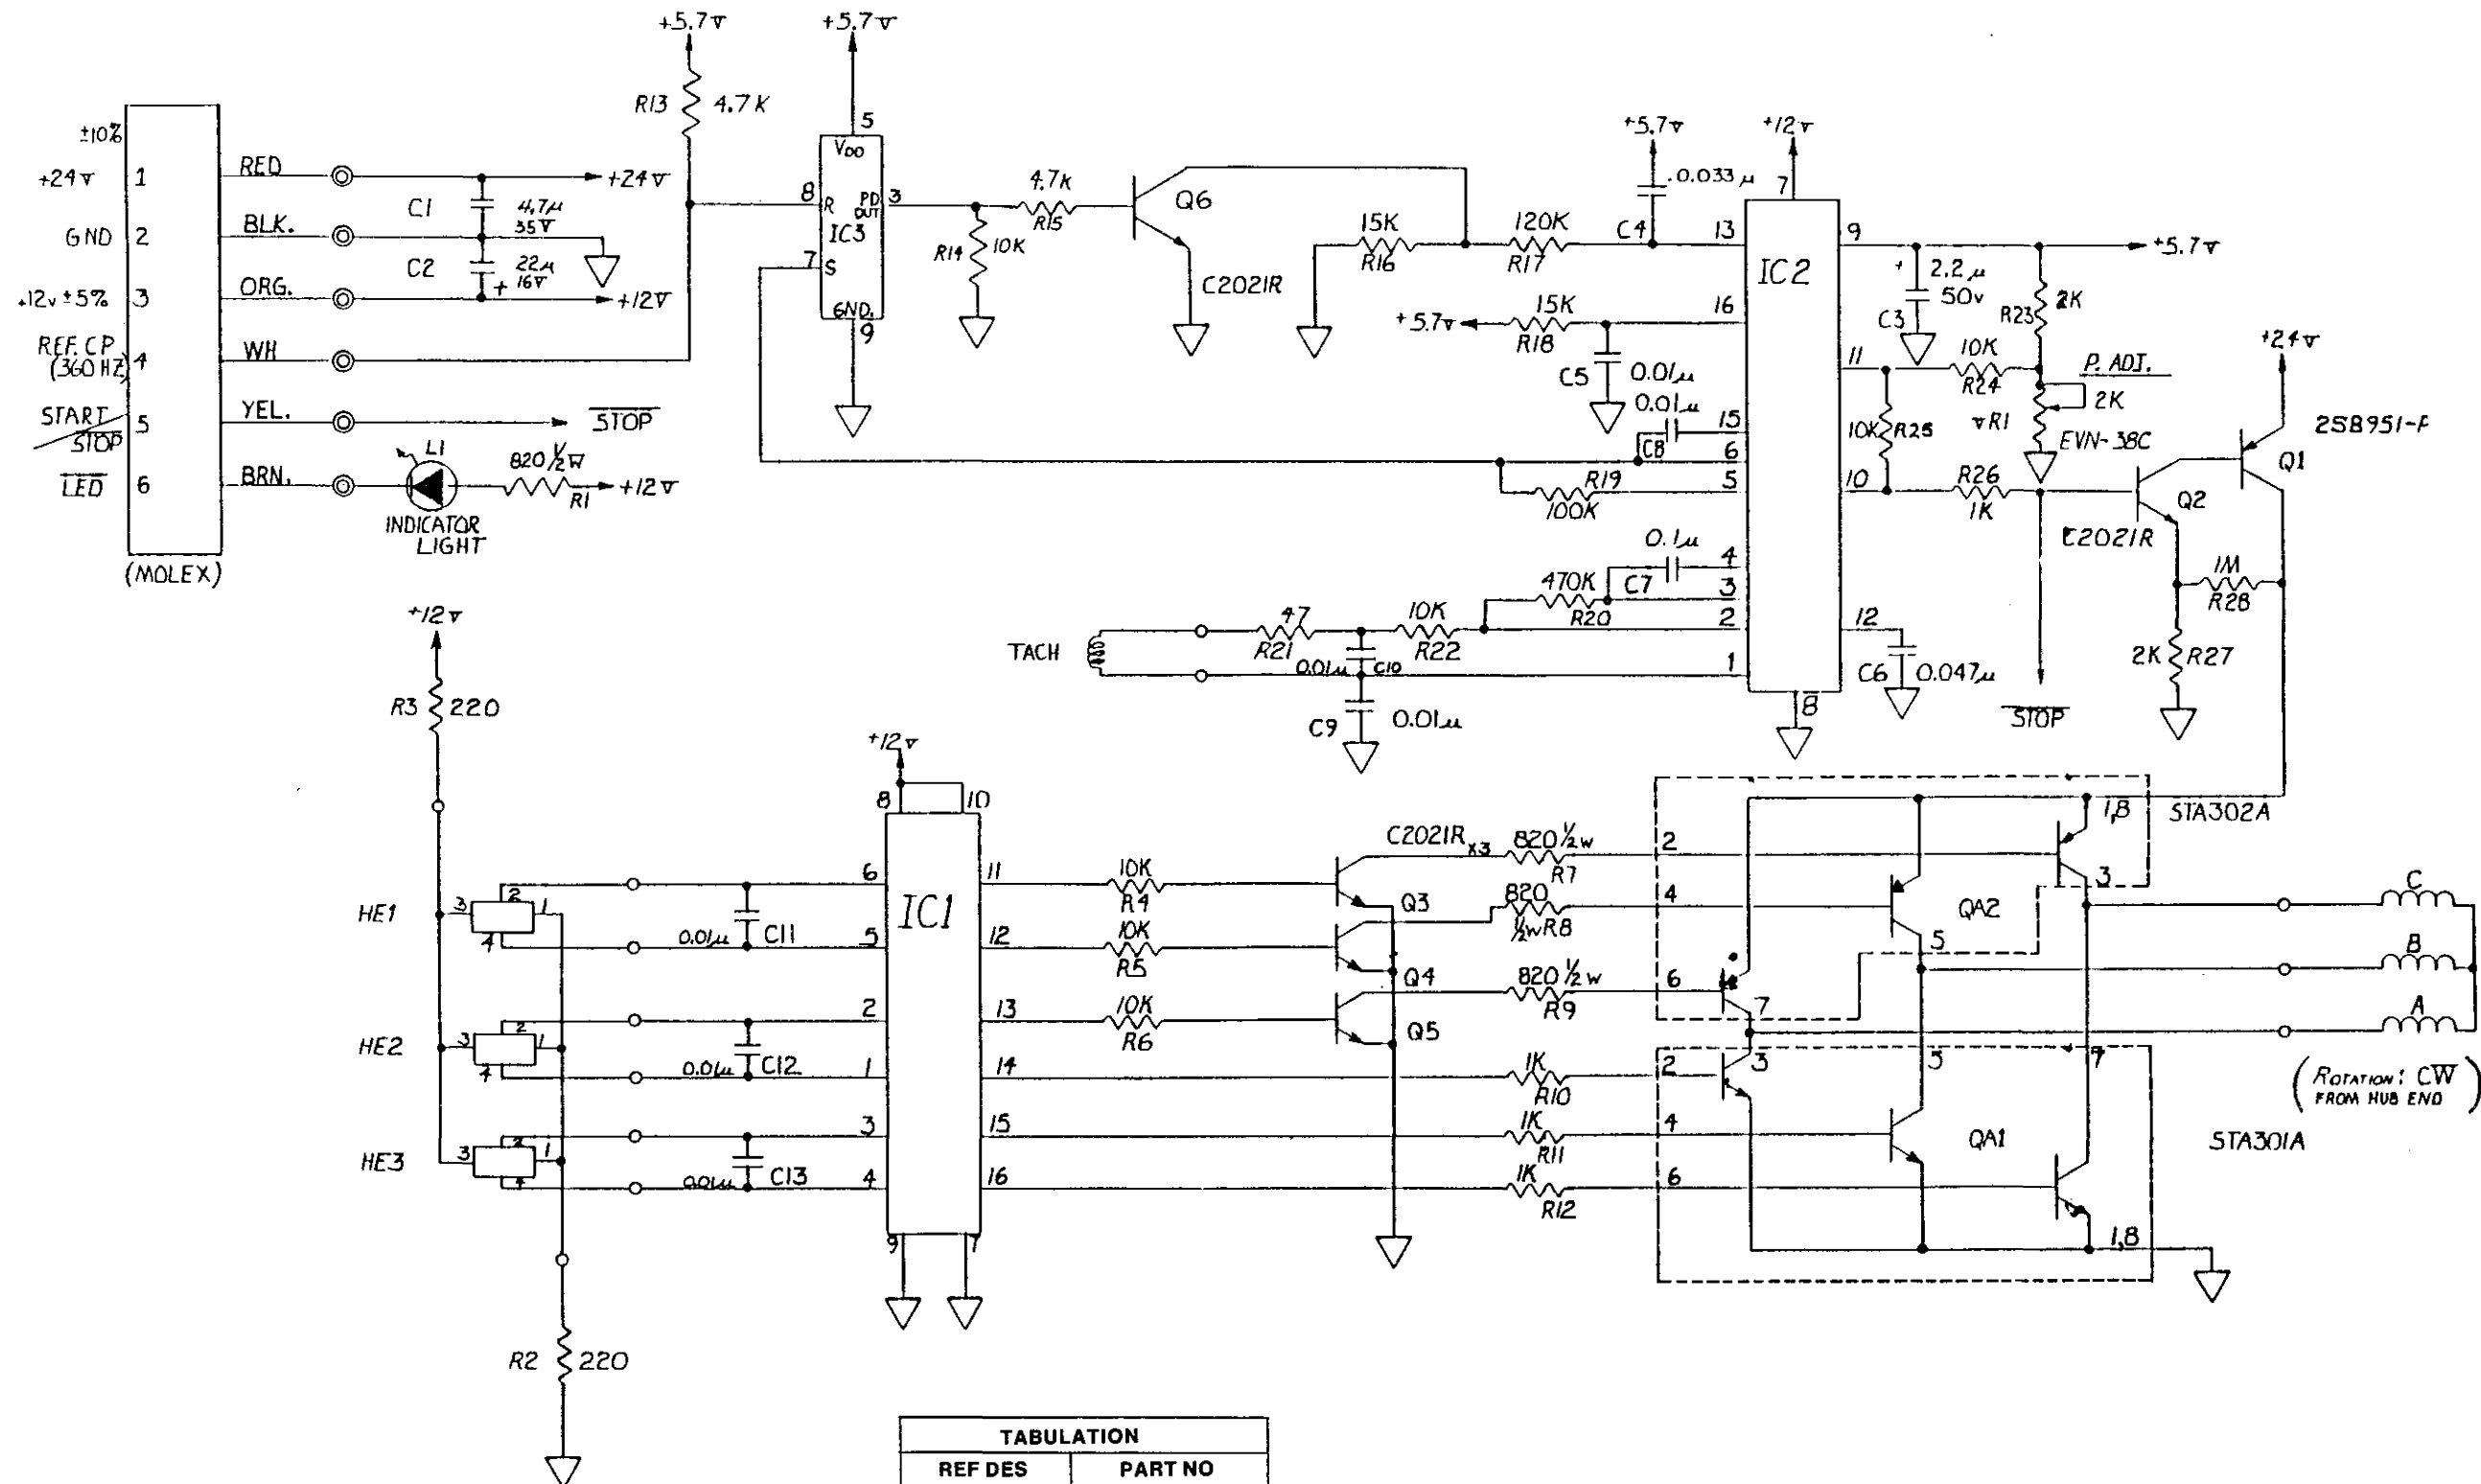 +5.7v
+5.7v
R13 4.7K
±10%
+24v 1 RED +24v
C1 4.7µ 35V
GND 2 BLK.
C2 22µ 16V +
+12v ±5% 3 ORG. +12V
REF. CP (360 HZ) 4 WH
START/STOP 5 YEL. STOP
LED 6 BRN.
L1
820 1/2W R1 +12V
INDICATOR LIGHT
(MOLEX)
5
VDD
8 R
PD OUT 3
IC3
7 S
GND.
9
R14 10K
4.7K R15
Q6
C2021R
15K R16
120K R17
+5.7v
.0.033µ
C4
+12v
7
13
IC2
9
+5.7v
+ 2.2µ 50v
C3
R23 2K
+5.7v 15K R18
16
C5 0.01µ
11
10K R24
P. ADJ.
2K
VR1
EVN-38C
+24v
2SB951-P
Q1
0.01µ
C8
15
6
R19 100K
5
10K R25
10
R26 1K
Q2
C2021R
1M R28
2K R27
STOP
0.1µ
C7
4
470K R20
3
2
1
12
C6 0.047µ
8
TACH
47 R21
10K R22
0.01µ C10
C9 0.01µ
+12v
R3 220
+12v
8 10
IC1
HE1 3 2 1 4
0.01µ C11
6
5
HE2 3 2 1 4
0.01µ C12
2
1
HE3 3 2 1 4
0.01µ C13
3
4
9 7
R2 220
11 10K R4
12 10K R5
13 10K R6
14
15
16
C2021R x3
Q3
Q4
Q5
820 1/2w R7
820 1/2w R8
820 1/2w R9
1K R10
1K R11
1K R12
2
4
6
1,8
STA302A
3
QA2
5
7
C
B
A
2
4
6
3
5
7
QA1
1,8
STA301A
(ROTATION: CW
FROM HUB END)
TABULATION
REF DES PART NO